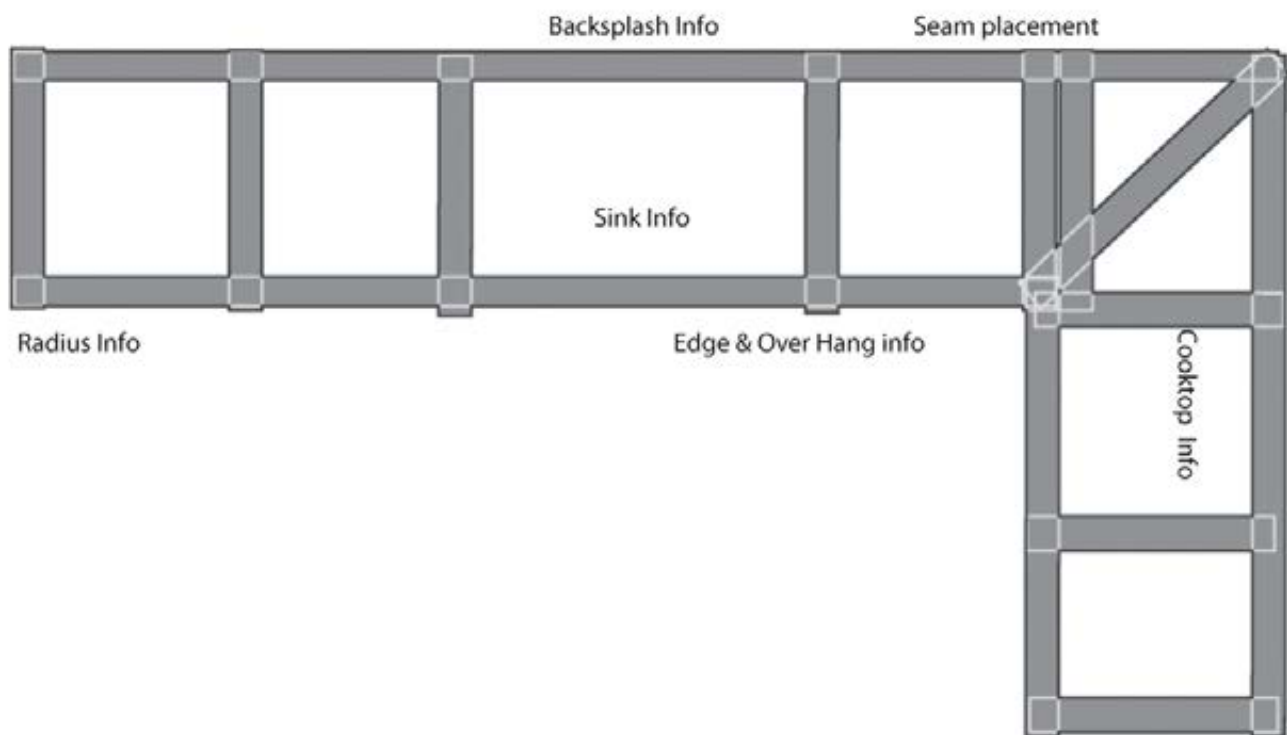 Backsplash Info
Seam placement
Sink Info
Radius Info
Edge & Over Hang info
Cooktop Info